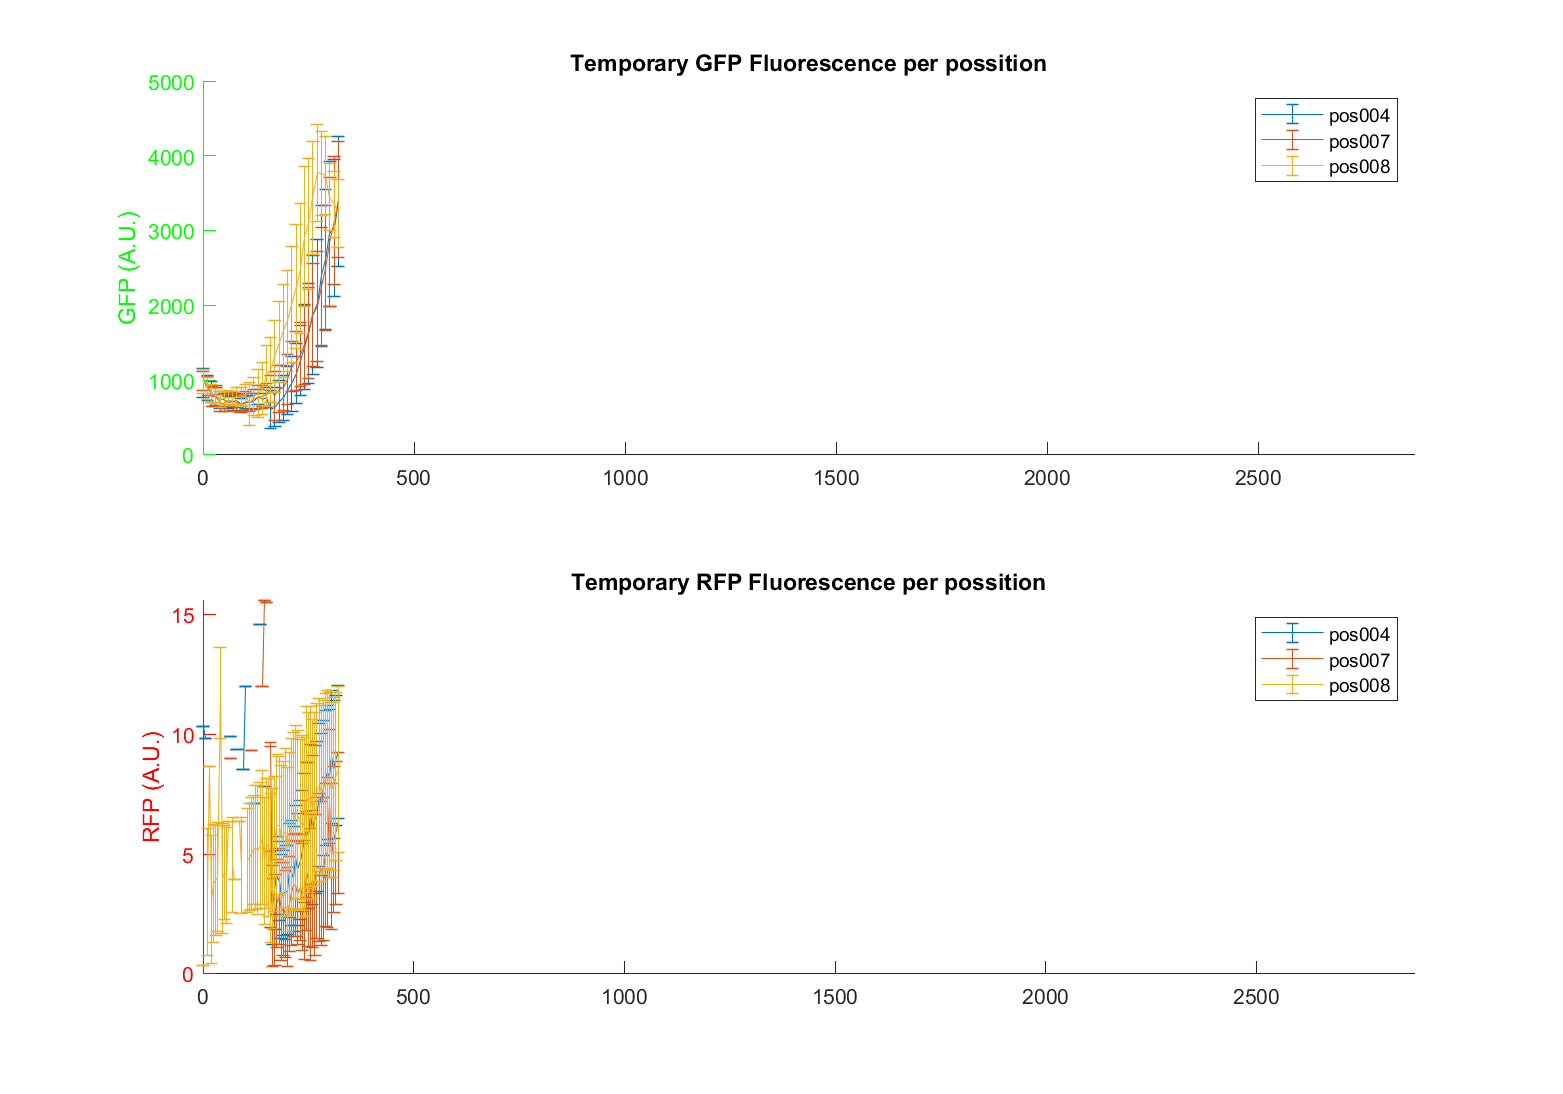 Temporary GFP Fluorescence per possition
5000
4000
3000
2000
1000
0
GFP (A.U.)
pos004
pos007
pos008
0 500 1000 1500 2000 2500
Temporary RFP Fluorescence per possition
15
10
5
0
RFP (A.U.)
pos004
pos007
pos008
0 500 1000 1500 2000 2500